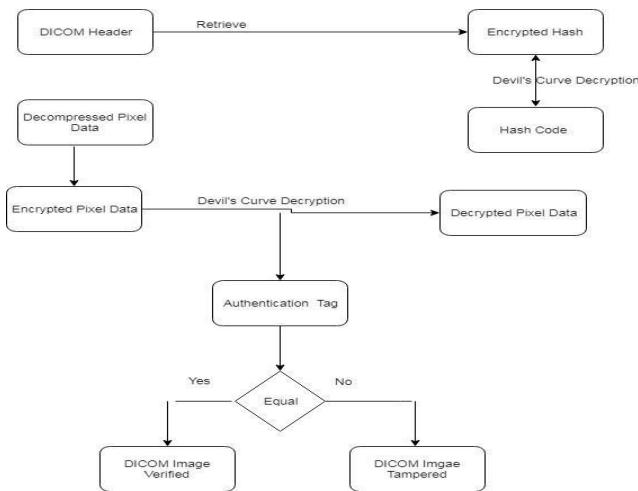 DICOM Header
Retrieve
Encrypted Hash
Devil's Curve Decryption
Hash Code
Decompressed Pixel
Data
Encrypted Pixel Data
Devil's Curve Decryption
Decrypted Pixel Data
Authentication Tag
Yes
Equal
No
DICOM Image
Verified
DICOM Imgae
Tampered